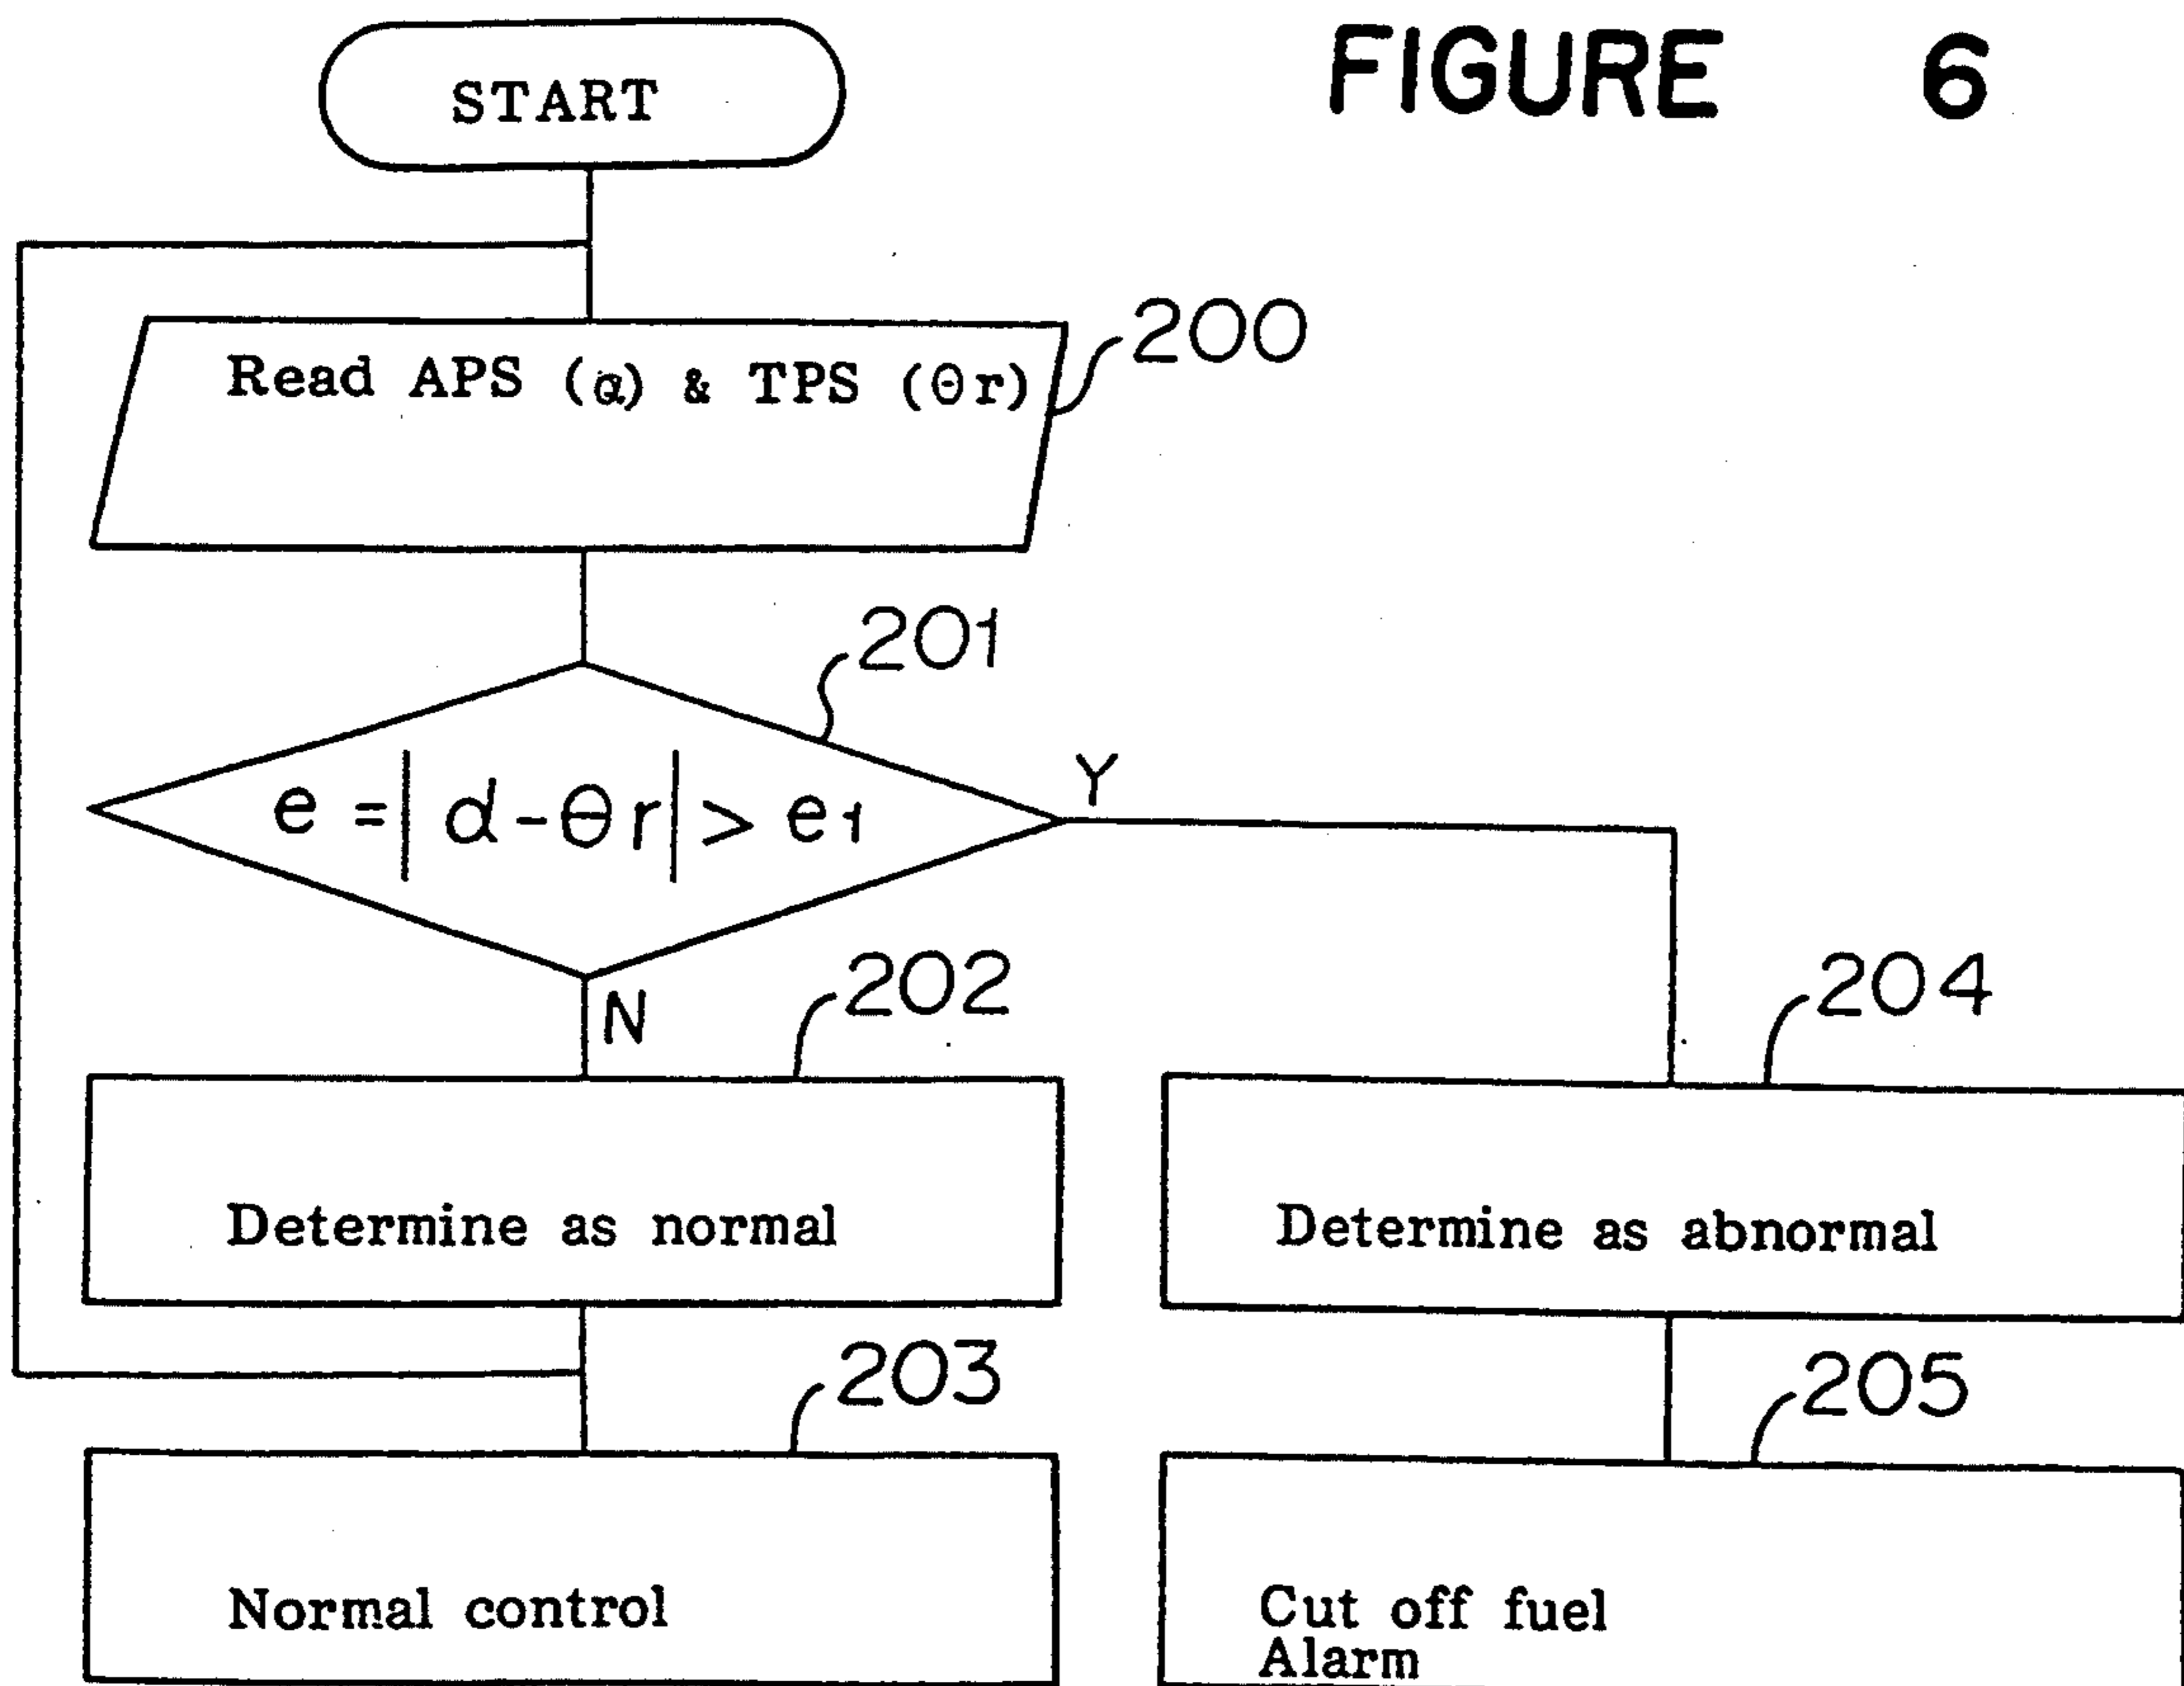 FIGURE 6
START
Read APS (α) & TPS (Θr)
200
201
e = | α - Θr | > e1
Y
N
202
204
Determine as normal
Determine as abnormal
203
205
Normal control
Cut off fuel
Alarm